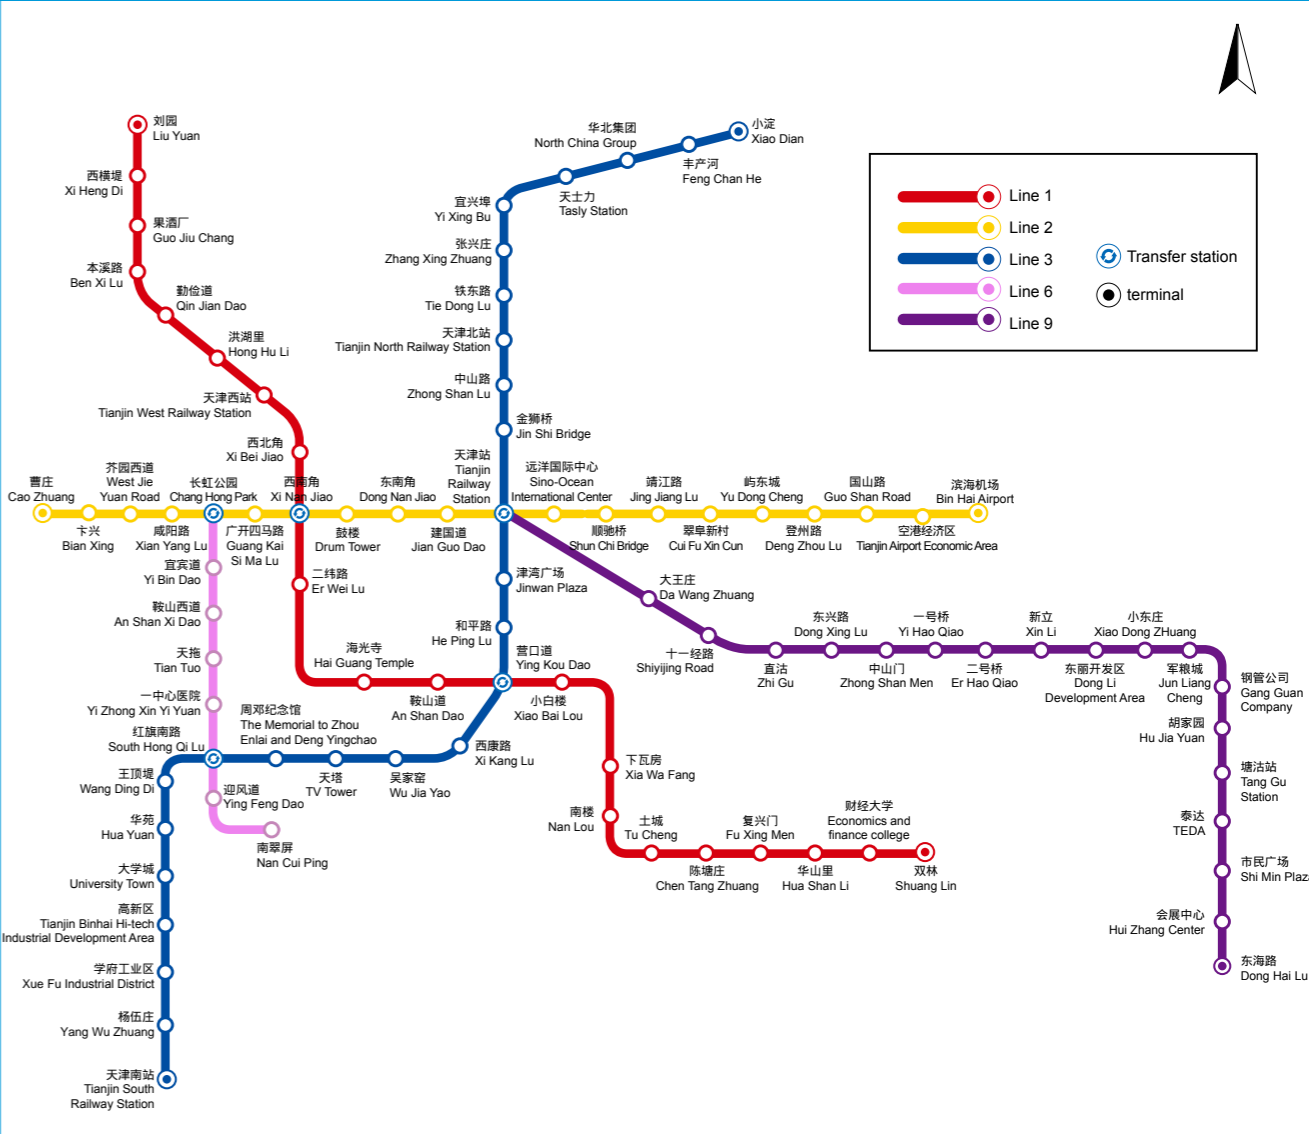 刘园
Liu Yuan
西横堤
Xi Heng Di
果酒厂
Guo Jiu Chang
本溪路
Ben Xi Lu
勤俭道
Qin Jian Dao
洪湖里
Hong Hu Li
天津西站
Tianjin West Railway Station
西北角
Xi Bei Jiao
小淀
Xiao Dian
华北集团
North China Group
丰产河
Feng Chan He
天士力
Tasly Station
宜兴埠
Yi Xing Bu
张兴庄
Zhang Xing Zhuang
铁东路
Tie Dong Lu
天津北站
Tianjin North Railway Station
中山路
Zhong Shan Lu
金狮桥
Jin Shi Bridge
Line 1
Line 2
Line 3
Line 6
Line 9
Transfer station
terminal
曹庄
Cao Zhuang
芥园西道
West Jie
Yuan Road
长虹公园
Chang Hong Park
西南角
Xi Nan Jiao
东南角
Dong Nan Jiao
天津站
Tianjin
Railway
Station
远洋国际中心
Sino-Ocean
International Center
靖江路
Jing Jiang Lu
屿东城
Yu Dong Cheng
国山路
Guo Shan Road
滨海机场
Bin Hai Airport
卞兴
Bian Xing
咸阳路
Xian Yang Lu
广开四马路
Guang Kai
Si Ma Lu
鼓楼
Drum Tower
建国道
Jian Guo Dao
顺驰桥
Shun Chi Bridge
翠阜新村
Cui Fu Xin Cun
登州路
Deng Zhou Lu
空港经济区
Tianjin Airport Economic Area
宜宾道
Yi Bin Dao
鞍山西道
An Shan Xi Dao
天拖
Tian Tuo
一中心医院
Yi Zhong Xin Yi Yuan
红旗南路
South Hong Qi Lu
迎风道
Ying Feng Dao
南翠屏
Nan Cui Ping
二纬路
Er Wei Lu
海光寺
Hai Guang Temple
鞍山道
An Shan Dao
津湾广场
Jinwan Plaza
和平路
He Ping Lu
营口道
Ying Kou Dao
小白楼
Xiao Bai Lou
周邓纪念馆
The Memorial to Zhou
Enlai and Deng Yingchao
天塔
TV Tower
吴家窑
Wu Jia Yao
西康路
Xi Kang Lu
王顶堤
Wang Ding Di
华苑
Hua Yuan
大学城
University Town
高新区
Tianjin Binhai Hi-tech
Industrial Development Area
学府工业区
Xue Fu Industrial District
杨伍庄
Yang Wu Zhuang
天津南站
Tianjin South
Railway Station
下瓦房
Xia Wa Fang
南楼
Nan Lou
土城
Tu Cheng
陈塘庄
Chen Tang Zhuang
复兴门
Fu Xing Men
华山里
Hua Shan Li
财经大学
Economics and
finance college
双林
Shuang Lin
大王庄
Da Wang Zhuang
十一经路
Shiyijing Road
直沽
Zhi Gu
东兴路
Dong Xing Lu
中山门
Zhong Shan Men
一号桥
Yi Hao Qiao
二号桥
Er Hao Qiao
新立
Xin Li
东丽开发区
Dong Li
Development Area
小东庄
Xiao Dong ZHuang
军粮城
Jun Liang
Cheng
钢管公司
Gang Guan
Company
胡家园
Hu Jia Yuan
塘沽站
Tang Gu
Station
泰达
TEDA
市民广场
Shi Min Plaz
会展中心
Hui Zhang Center
东海路
Dong Hai Lu